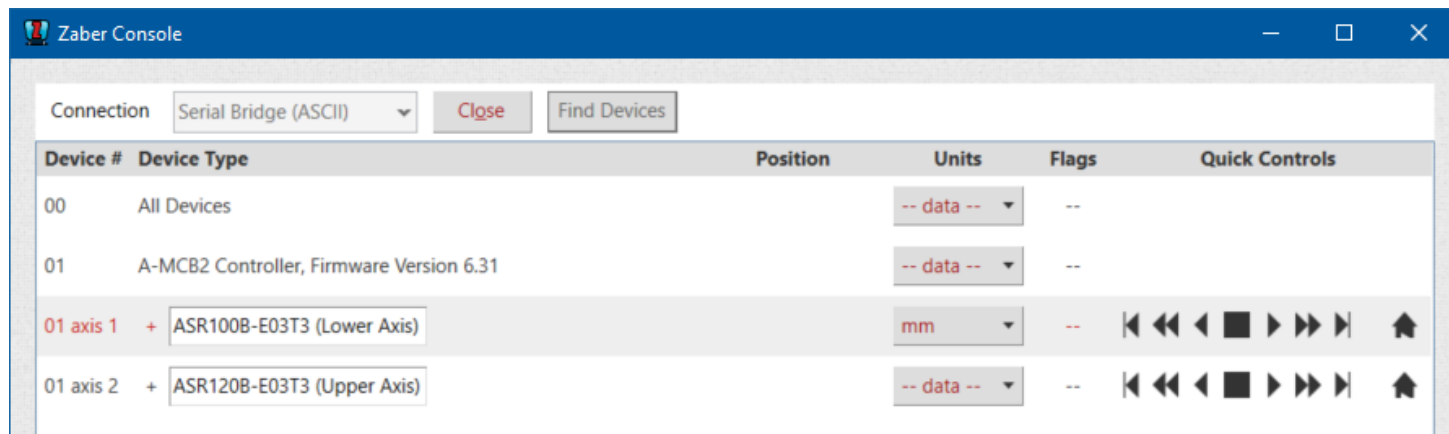 Zaber Console
Connection Serial Bridge (ASCII) Close Find Devices
Device # Device Type Position Units Flags Quick Controls
00 All Devices -- data -- --
01 A-MCB2 Controller, Firmware Version 6.31 -- data -- --
01 axis 1 + ASR100B-E03T3 (Lower Axis) mm --
01 axis 2 + ASR120B-E03T3 (Upper Axis) -- data -- --